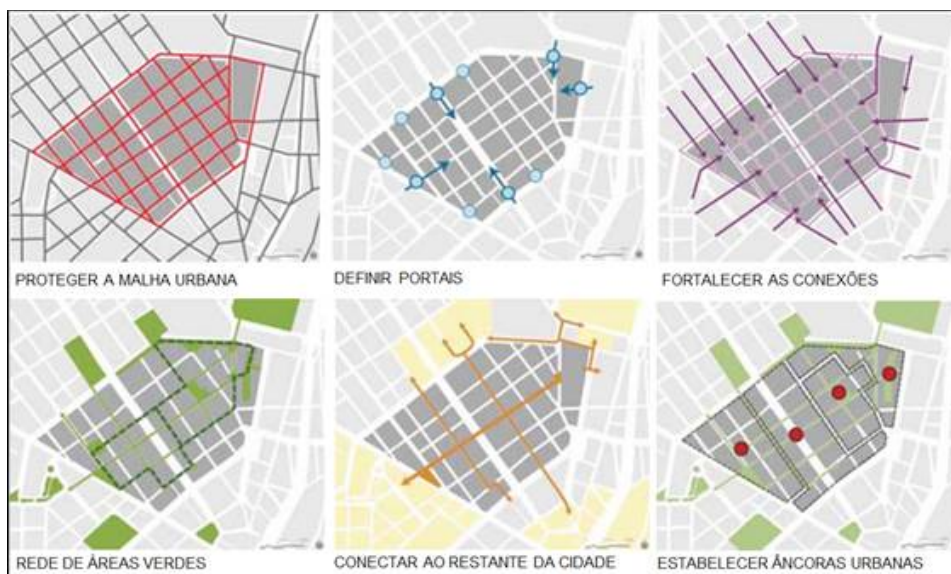 PROTEGER A MALHA URBANA
DEFINIR PORTAIS
FORTALECER AS CONEXÕES
REDE DE ÁREAS VERDES
CONECTAR AO RESTANTE DA CIDADE
ESTABELECER ÂNCORAS URBANAS